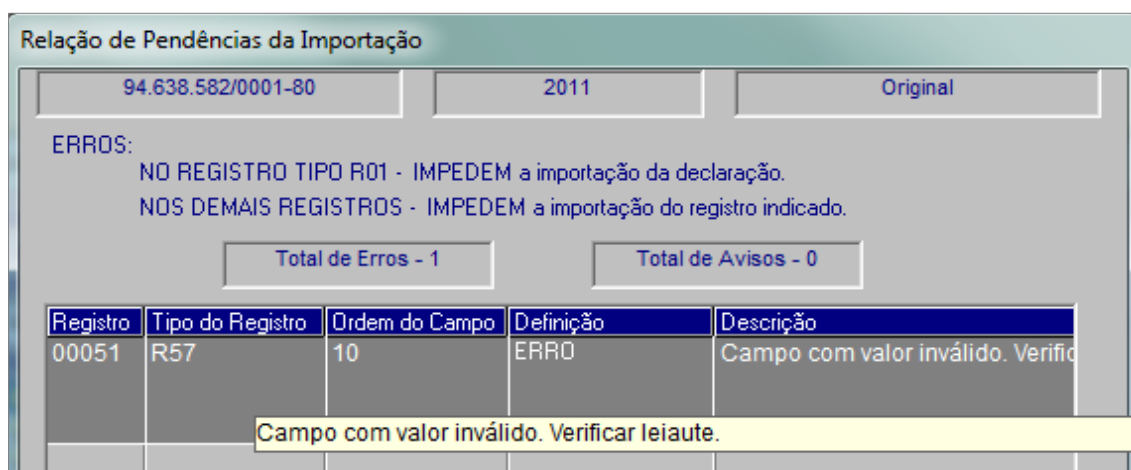 Relação de Pendências da Importação
94.638.582/0001-80 2011 Original
ERROS:
NO REGISTRO TIPO R01 - IMPEDEM a importação da declaração.
NOS DEMAIS REGISTROS - IMPEDEM a importação do registro indicado.
Total de Erros - 1 Total de Avisos - 0
Registro Tipo do Registro Ordem do Campo Definição Descrição
00051 R57 10 ERRO Campo com valor inválido. Verific
Campo com valor inválido. Verificar leiaute.